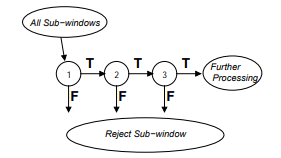 All Sub-windows
T T T
1 2 3
Further
Processing
F F F
Reject Sub-window